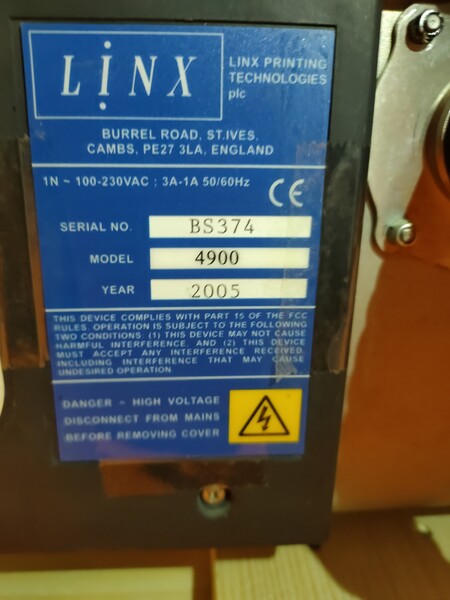 LINX
LINX PRINTING
TECHNOLOGIES
plc
BURREL ROAD, ST.IVES,
CAMBS, PE27 3LA, ENGLAND
1N ~ 100-230VAC : 3A-1A 50/60Hz
CE
SERIAL NO. BS374
MODEL 4900
YEAR 2005
THIS DEVICE COMPLIES WITH PART 15 OF THE FCC
RULES. OPERATION IS SUBJECT TO THE FOLLOWING
TWO CONDITIONS: (1) THIS DEVICE MAY NOT CAUSE
HARMFUL INTERFERENCE, AND (2) THIS DEVICE
MUST ACCEPT ANY INTERFERENCE RECEIVED,
INCLUDING INTERFERENCE THAT MAY CAUSE
UNDESIRED OPERATION
DANGER – HIGH VOLTAGE
DISCONNECT FROM MAINS
BEFORE REMOVING COVER